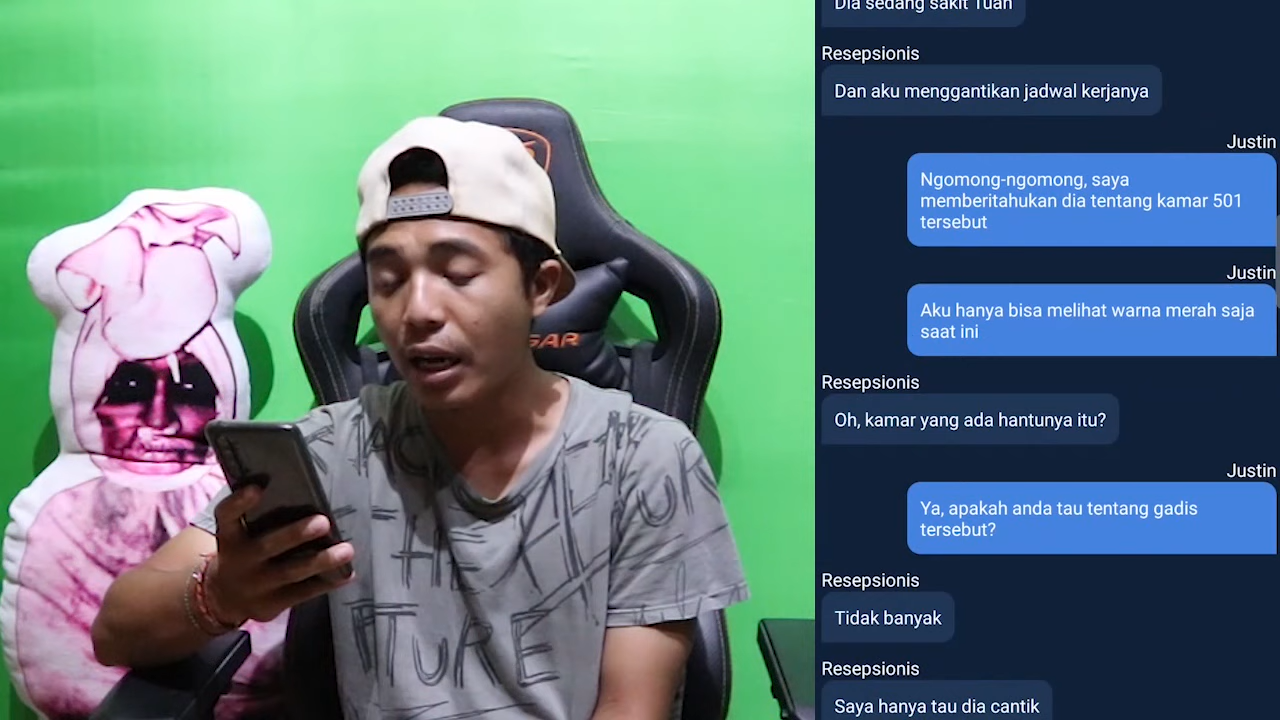 Dia sedang sakit Tuan
Resepsionis
Dan aku menggantikan jadwal kerjanya
Justin
Ngomong-ngomong, saya
memberitahukan dia tentang kamar 501
tersebut
Justin
Aku hanya bisa melihat warna merah saja
saat ini
Resepsionis
Oh, kamar yang ada hantunya itu?
Justin
Ya, apakah anda tau tentang gadis
tersebut?
Resepsionis
Tidak banyak
Resepsionis
Saya hanya tau dia cantik